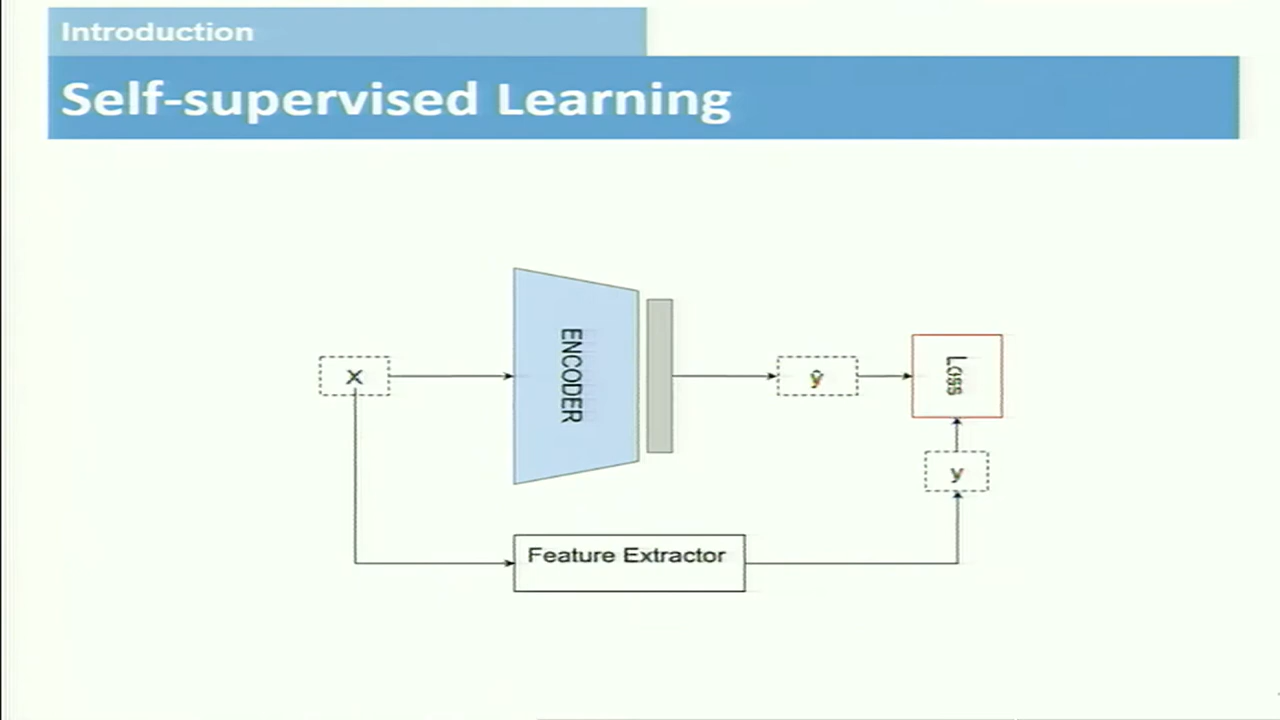 Introduction
Self-supervised Learning
x
ENCODER
ŷ
Loss
y
Feature Extractor